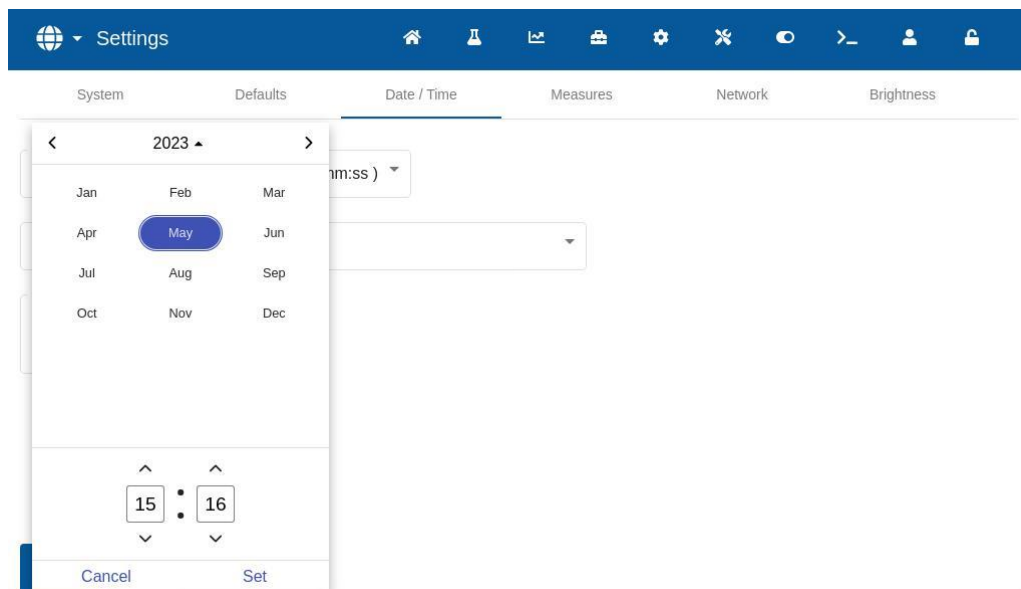 Settings
System Defaults Date / Time Measures Network Brightness
2023
mm:ss )
Jan Feb Mar
Apr May Jun
Jul Aug Sep
Oct Nov Dec
15 : 16
Cancel Set